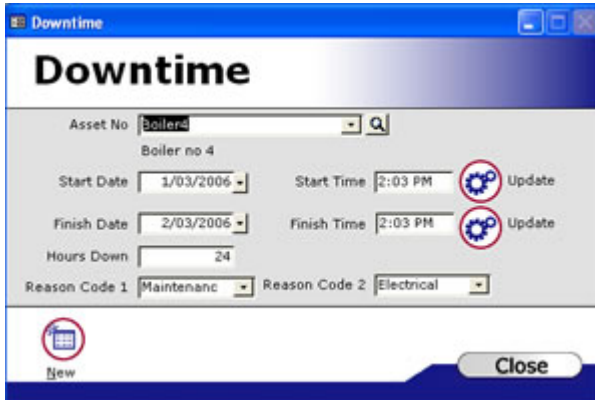 Downtime
Downtime
Asset No Boiler4
Boiler no 4
Start Date 1/03/2006 Start Time 2:03 PM Update
Finish Date 2/03/2006 Finish Time 2:03 PM Update
Hours Down 24
Reason Code 1 Maintenanc Reason Code 2 Electrical
New
Close